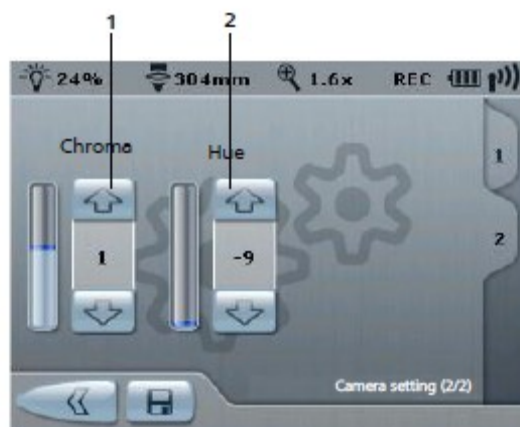 1 2
24% 304mm 1.6x REC
Chroma Hue
1
1 -9
2
Camera setting (2/2)